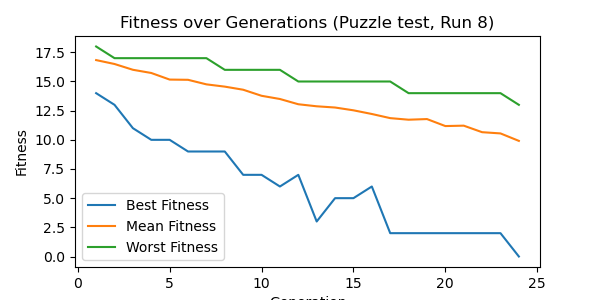 Fitness over Generations (Puzzle test, Run 8)
Fitness
17.5
15.0
12.5
10.0
7.5
5.0
2.5
0.0
Best Fitness
Mean Fitness
Worst Fitness
0 5 10 15 20 25
Generation